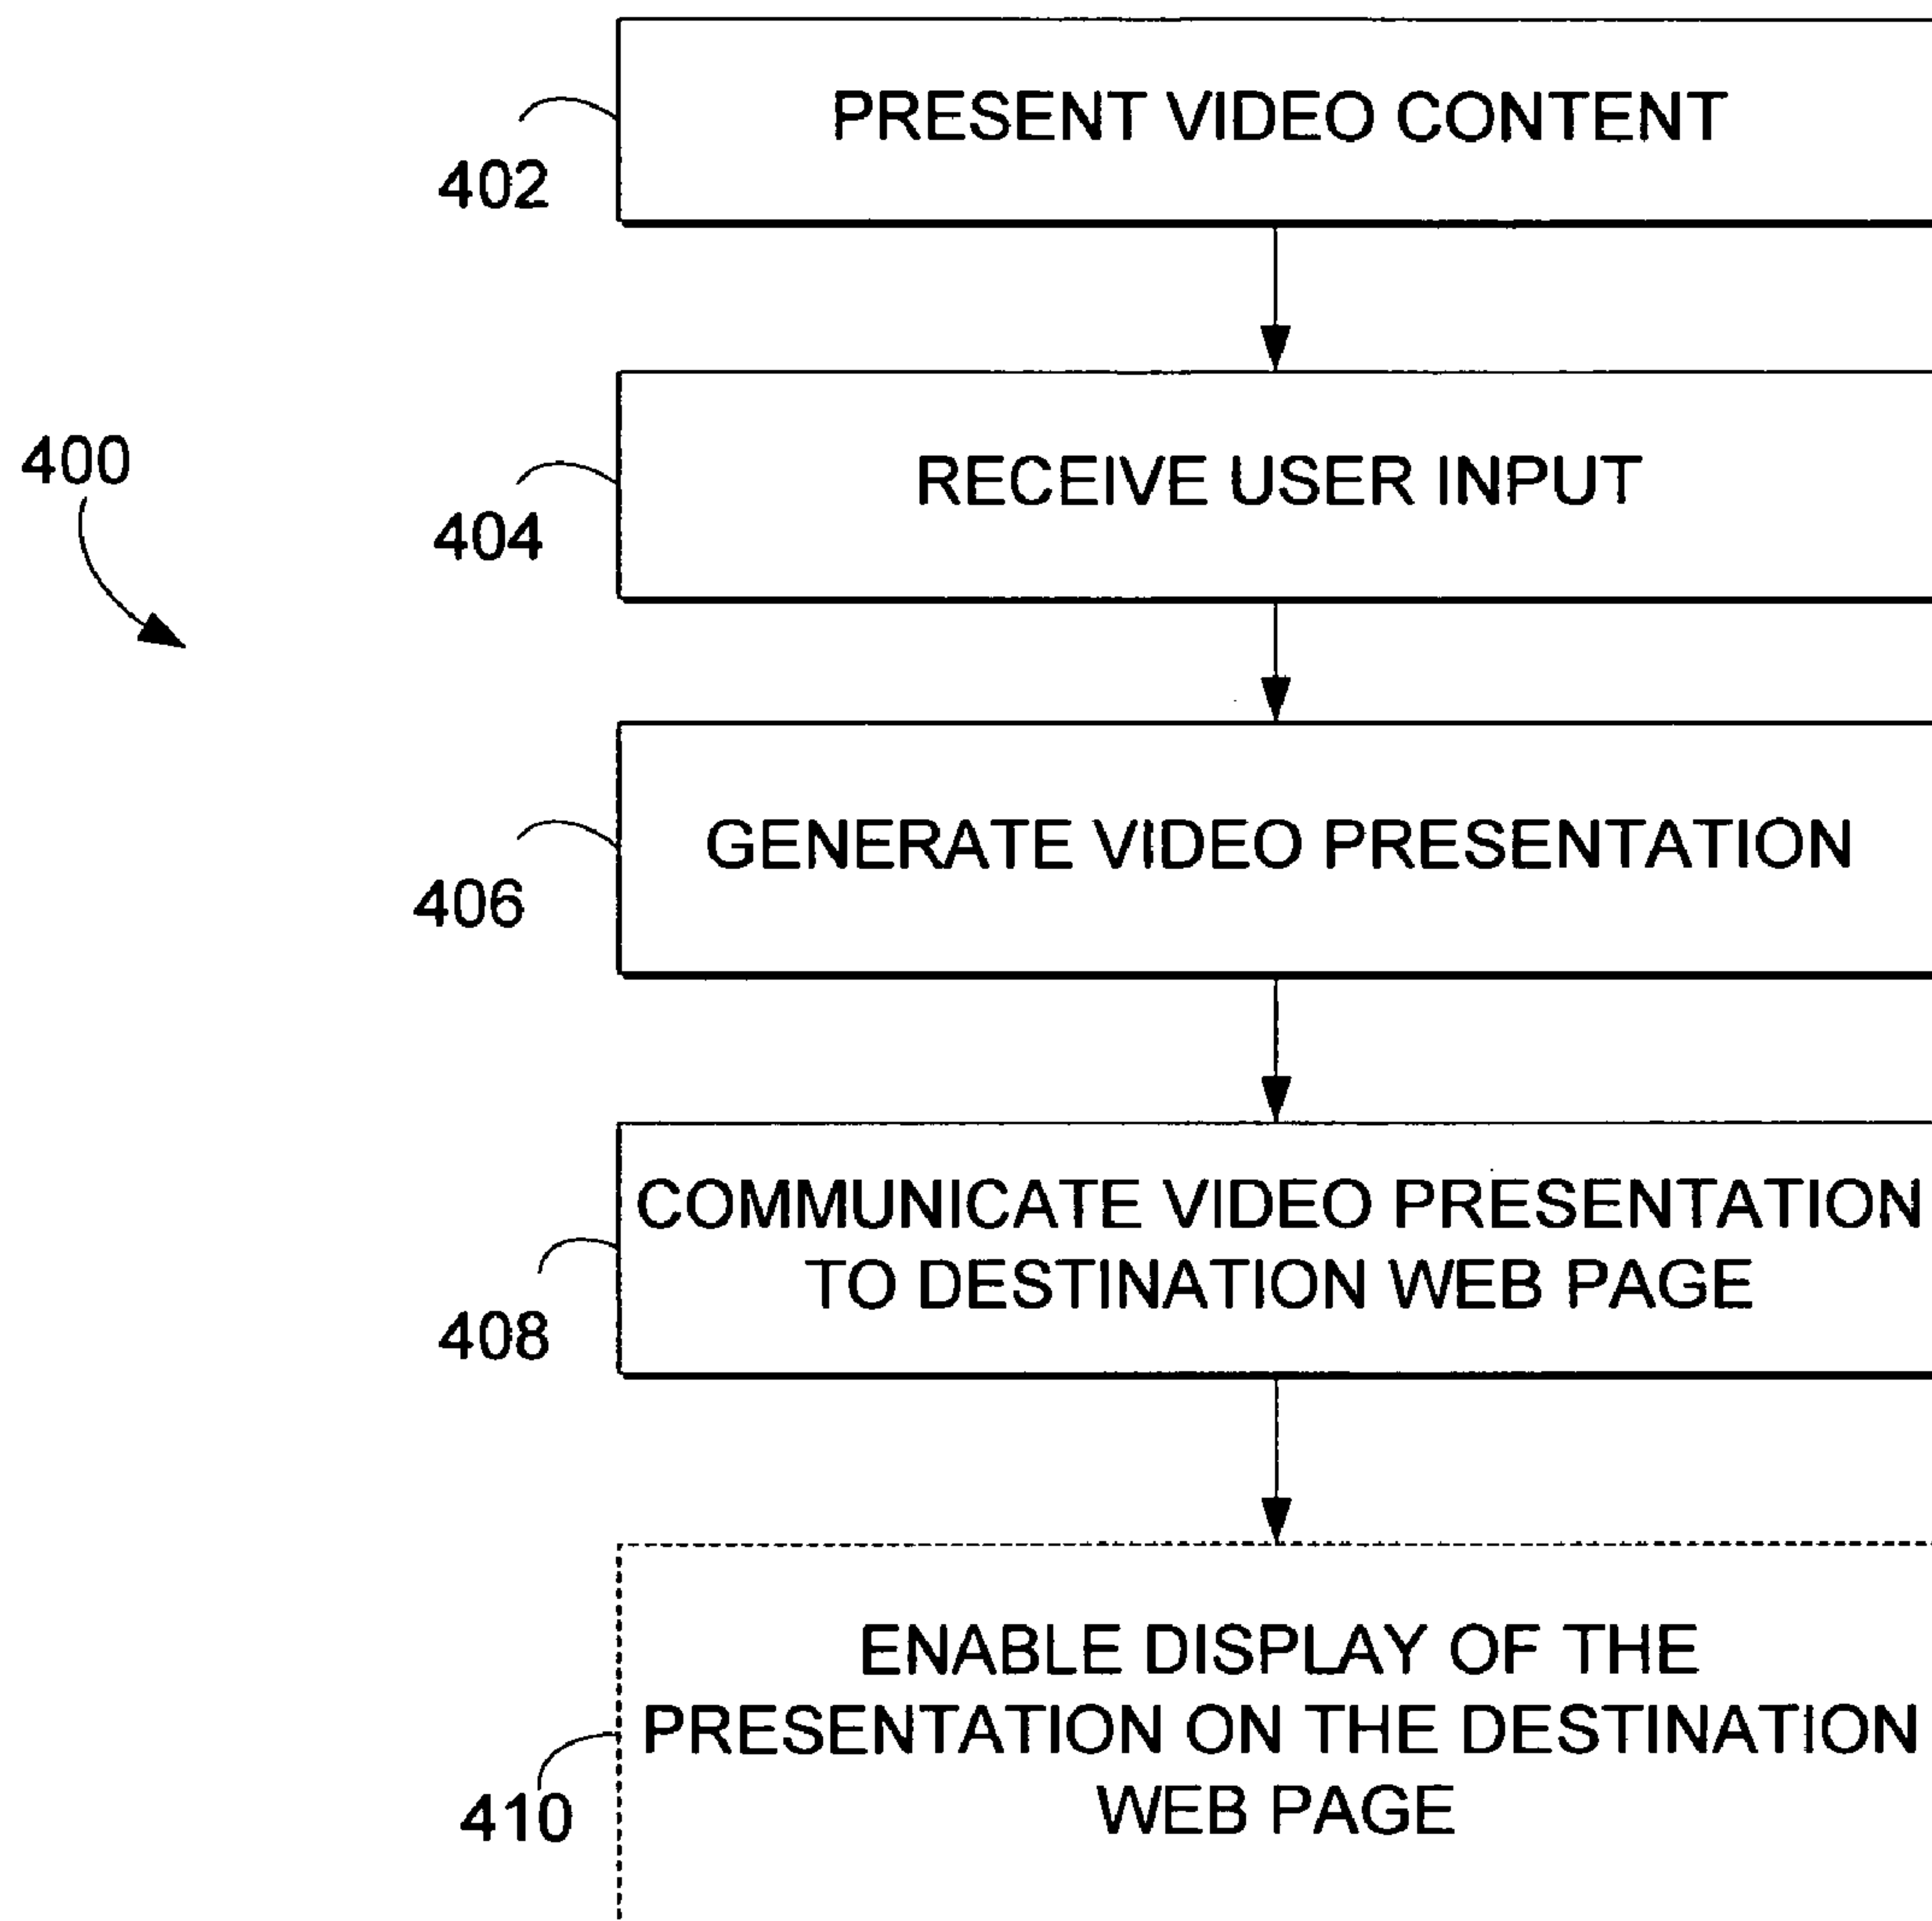 PRESENT VIDEO CONTENT
402
RECEIVE USER INPUT
400
404
GENERATE VIDEO PRESENTATION
406
COMMUNICATE VIDEO PRESENTATION
TO DESTINATION WEB PAGE
408
ENABLE DISPLAY OF THE
PRESENTATION ON THE DESTINATION
WEB PAGE
410